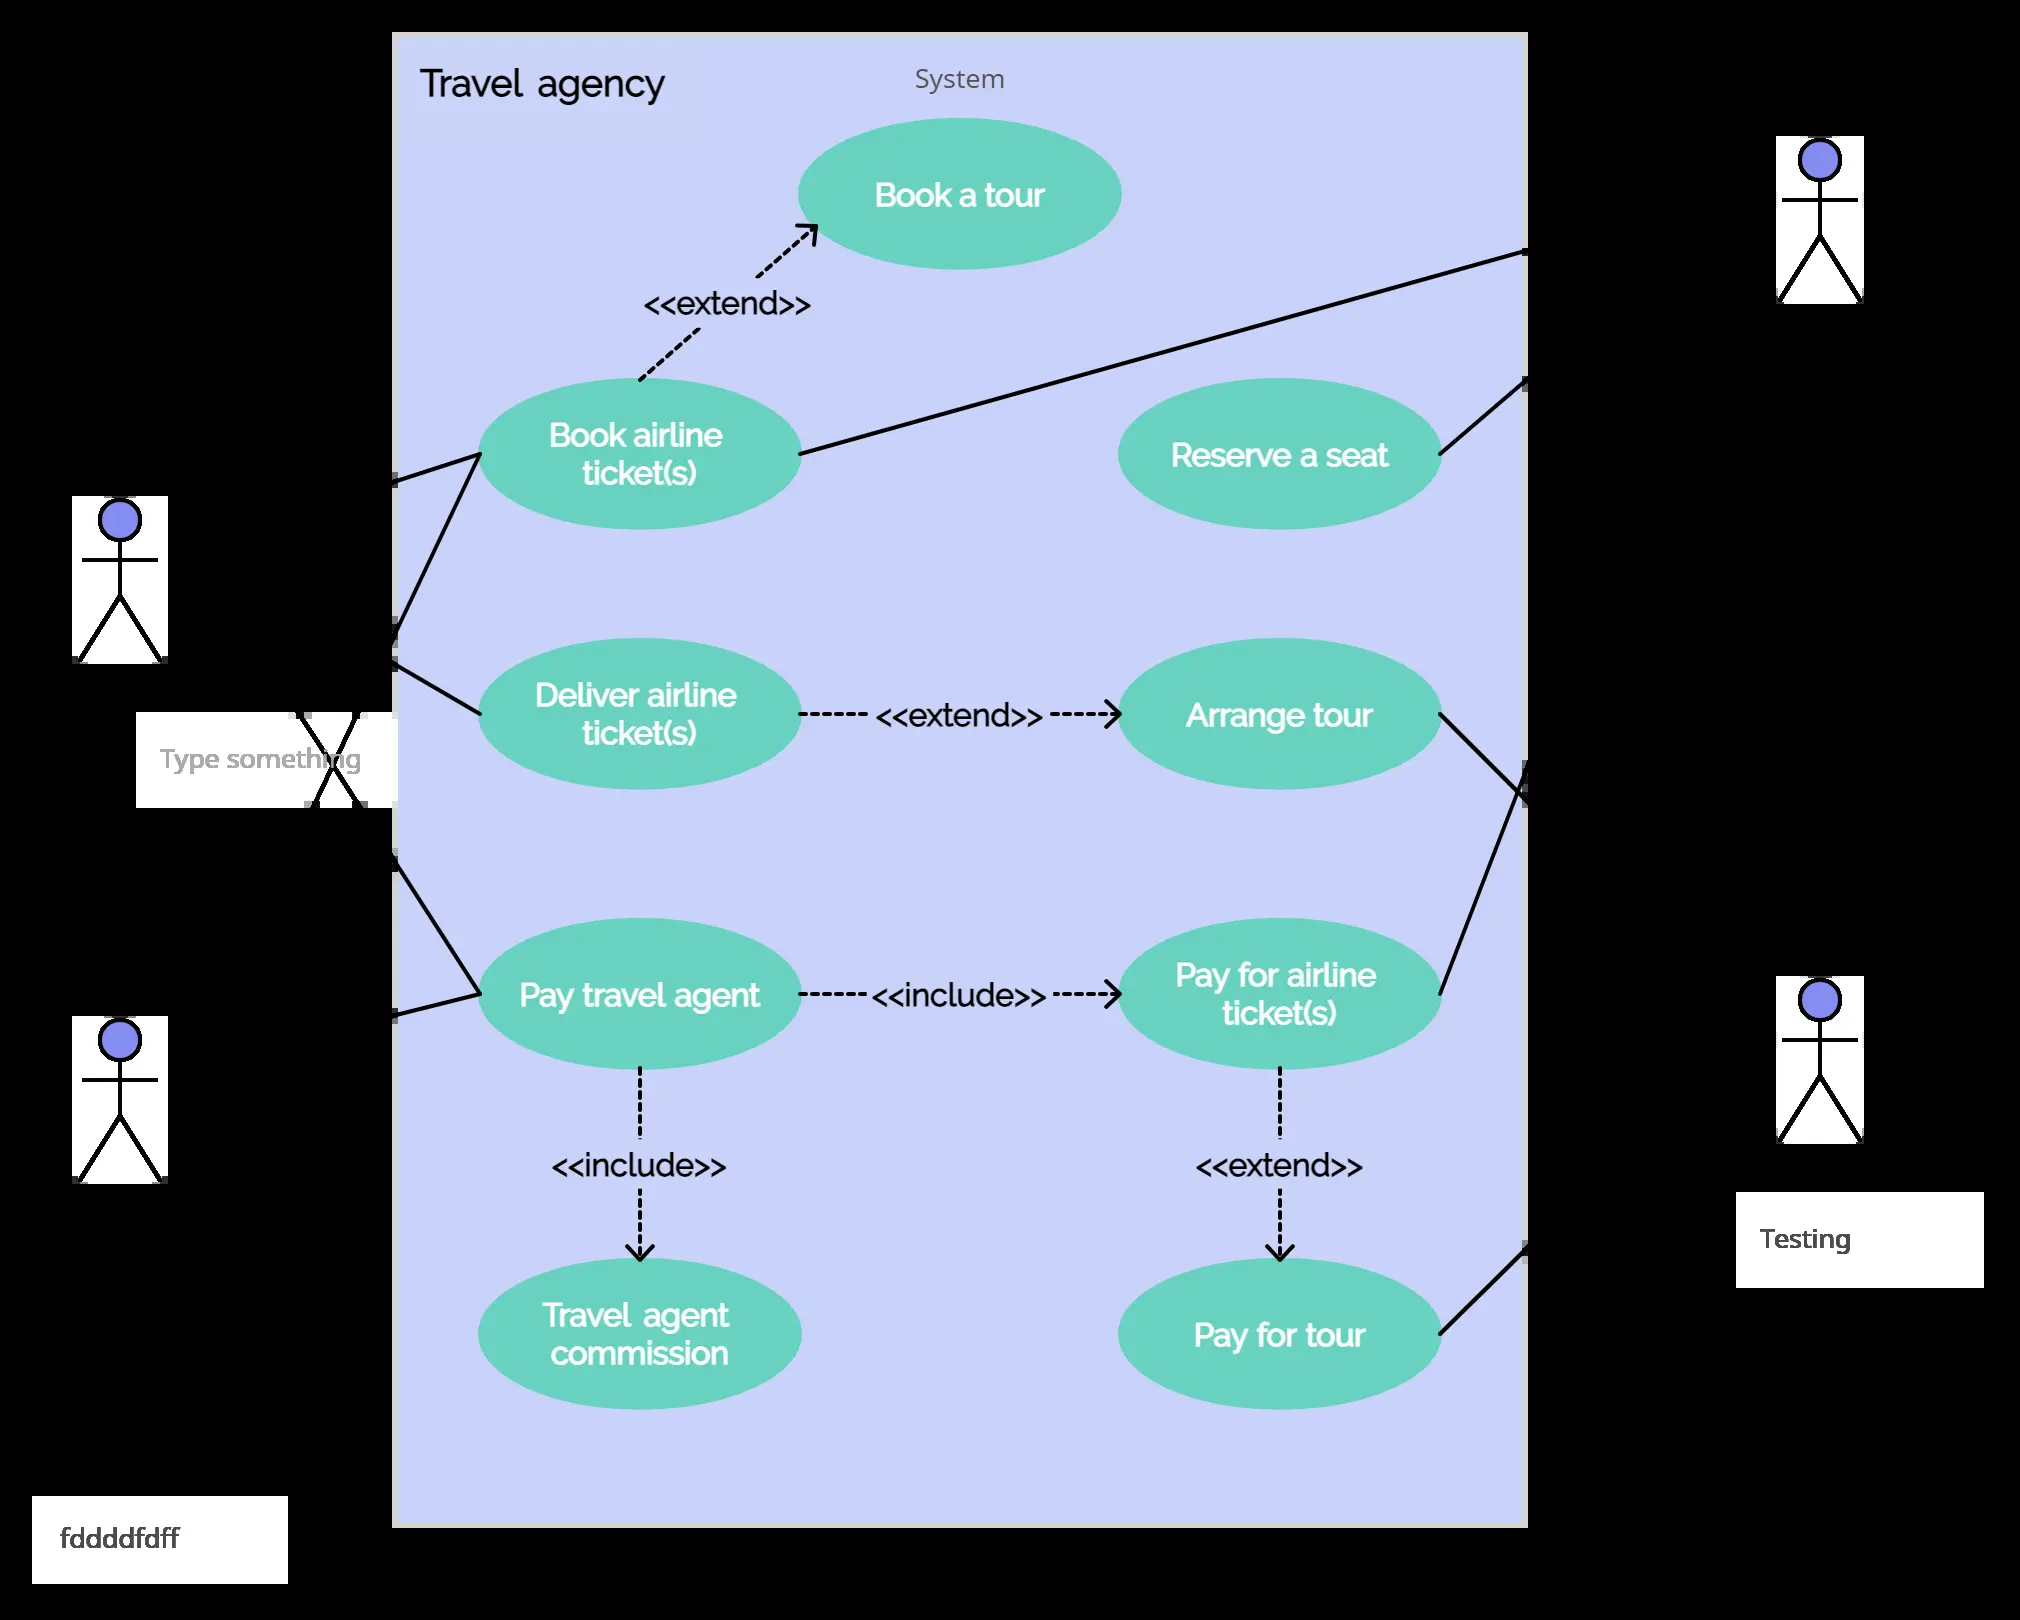 Travel agency
System
Book a tour
<<extend>>
Book airline
ticket(s)
Reserve a seat
Deliver airline
ticket(s)
<<extend>>
Arrange tour
Type something
Pay travel agent
<<include>>
Pay for airline
ticket(s)
<<include>>
<<extend>>
Testing
Travel agent
commission
Pay for tour
fddddfdff